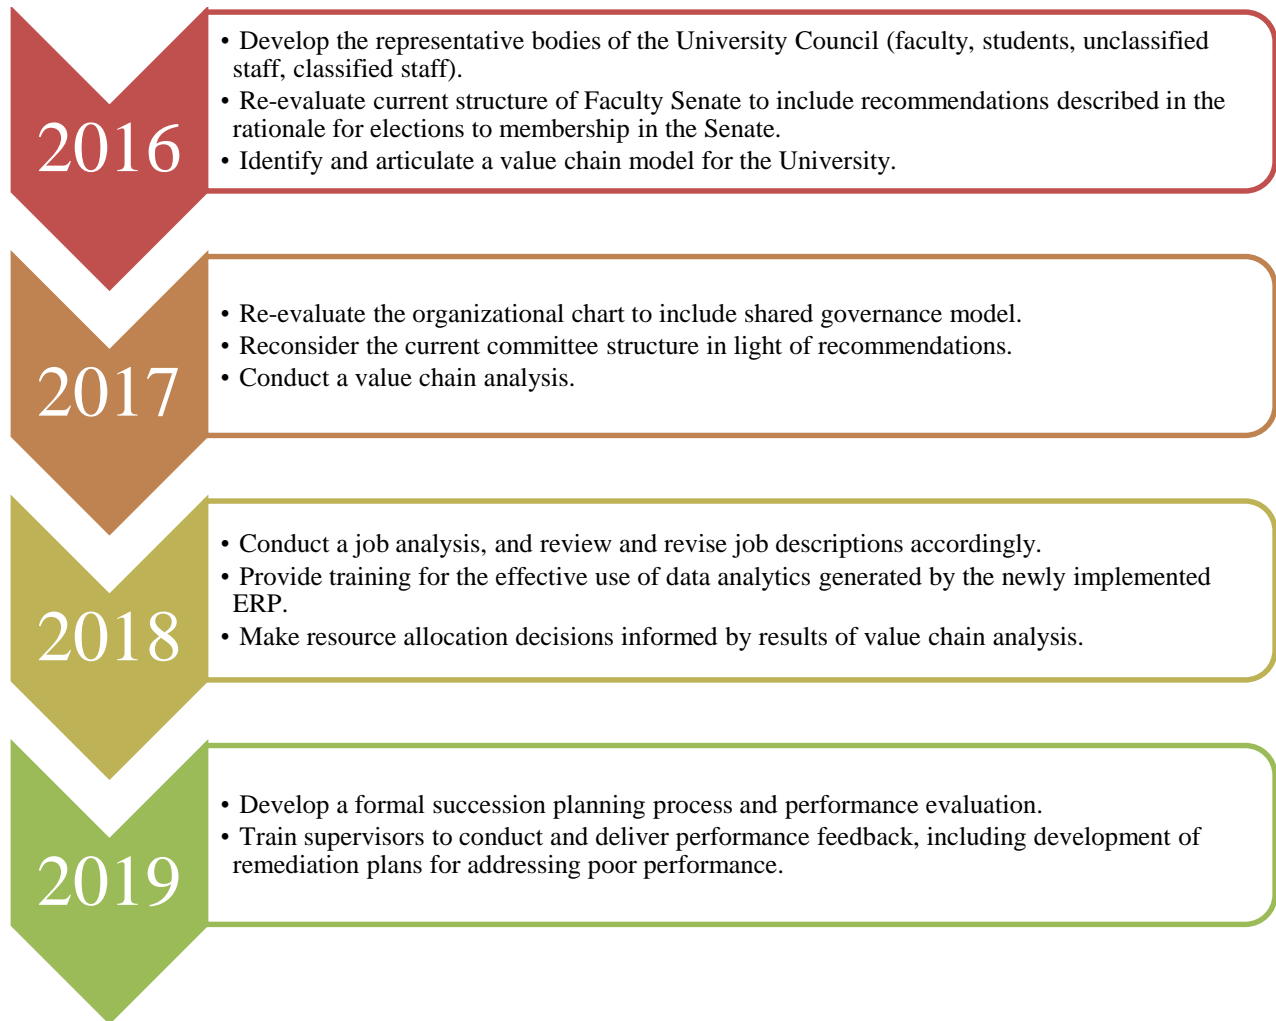 2016
• Develop the representative bodies of the University Council (faculty, students, unclassified
staff, classified staff).
• Re-evaluate current structure of Faculty Senate to include recommendations described in the
rationale for elections to membership in the Senate.
• Identify and articulate a value chain model for the University.
2017
• Re-evaluate the organizational chart to include shared governance model.
• Reconsider the current committee structure in light of recommendations.
• Conduct a value chain analysis.
2018
• Conduct a job analysis, and review and revise job descriptions accordingly.
• Provide training for the effective use of data analytics generated by the newly implemented
ERP.
• Make resource allocation decisions informed by results of value chain analysis.
2019
• Develop a formal succession planning process and performance evaluation.
• Train supervisors to conduct and deliver performance feedback, including development of
remediation plans for addressing poor performance.